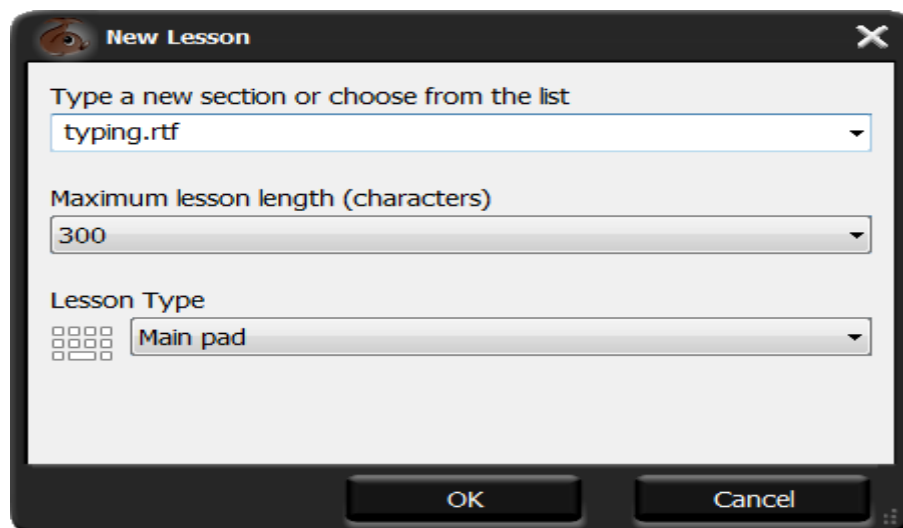 New Lesson
Type a new section or choose from the list
typing.rtf
Maximum lesson length (characters)
300
Lesson Type
Main pad
OK Cancel